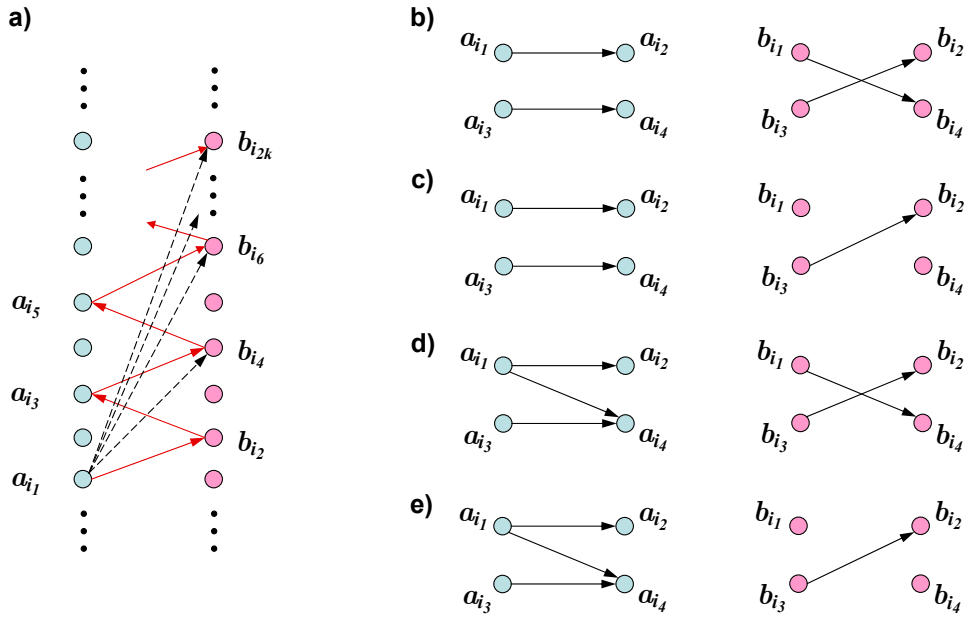 a)
b_{i_{2k}}
b_{i_6}
a_{i_5}
b_{i_4}
a_{i_3}
b_{i_2}
a_{i_1}
b)
a_{i_1} a_{i_2} b_{i_1} b_{i_2}
a_{i_3} a_{i_4} b_{i_3} b_{i_4}
c)
a_{i_1} a_{i_2} b_{i_1} b_{i_2}
a_{i_3} a_{i_4} b_{i_3} b_{i_4}
d)
a_{i_1} a_{i_2} b_{i_1} b_{i_2}
a_{i_3} a_{i_4} b_{i_3} b_{i_4}
e)
a_{i_1} a_{i_2} b_{i_1} b_{i_2}
a_{i_3} a_{i_4} b_{i_3} b_{i_4}